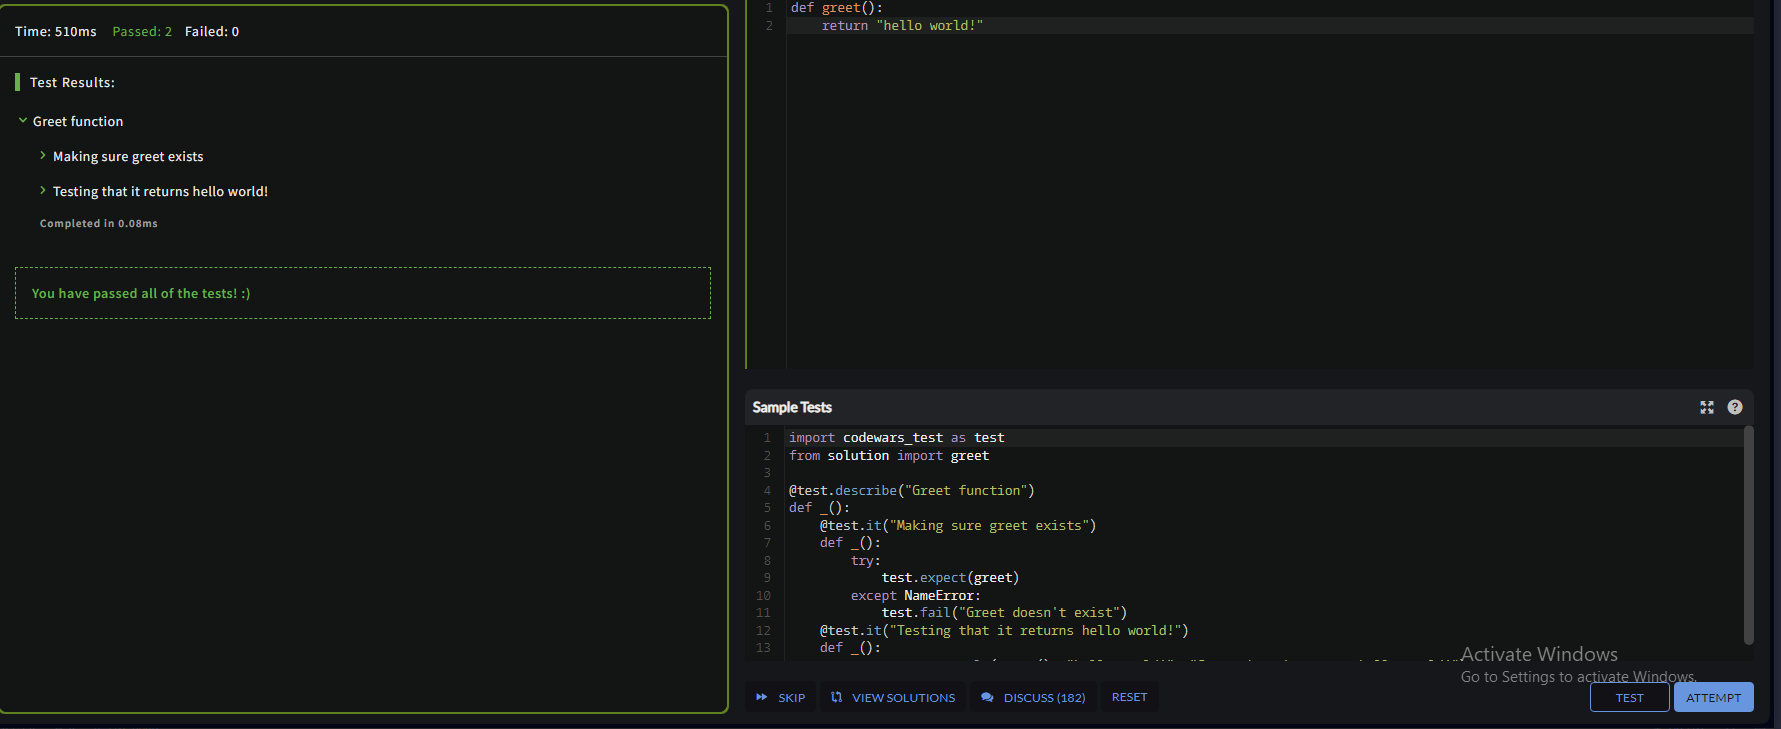 Time: 510ms Passed: 2 Failed: 0
Test Results:
Greet function
Making sure greet exists
Testing that it returns hello world!
Completed in 0.08ms
You have passed all of the tests! :)
1 def greet():
2     return "hello world!"
Sample Tests
1 import codewars_test as test
2 from solution import greet
3
4 @test.describe("Greet function")
5 def _():
6     @test.it("Making sure greet exists")
7     def _():
8         try:
9             test.expect(greet)
10         except NameError:
11             test.fail("Greet doesn't exist")
12     @test.it("Testing that it returns hello world!")
13     def _():
Activate Windows
Go to Settings to activate Windows.
SKIP VIEW SOLUTIONS DISCUSS (182) RESET TEST ATTEMPT